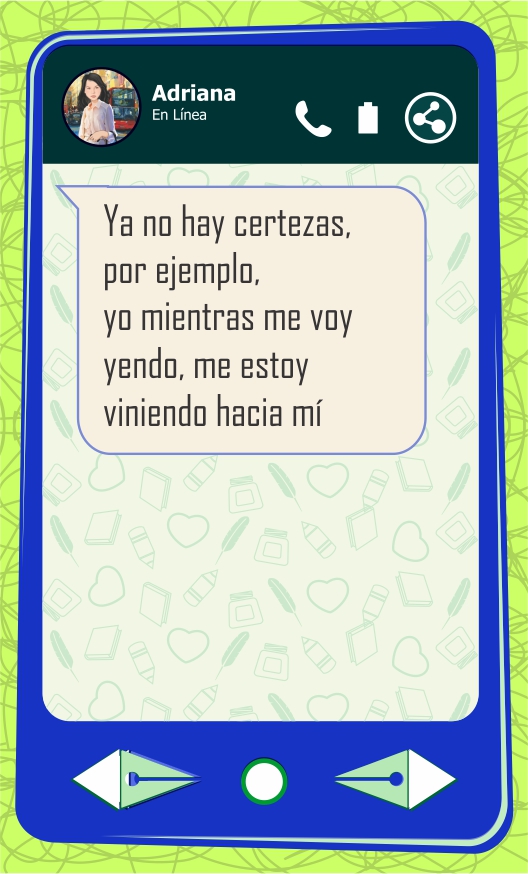 Adriana
En Línea
Ya no hay certezas,
por ejemplo,
yo mientras me voy
yendo, me estoy
viniendo hacia mí